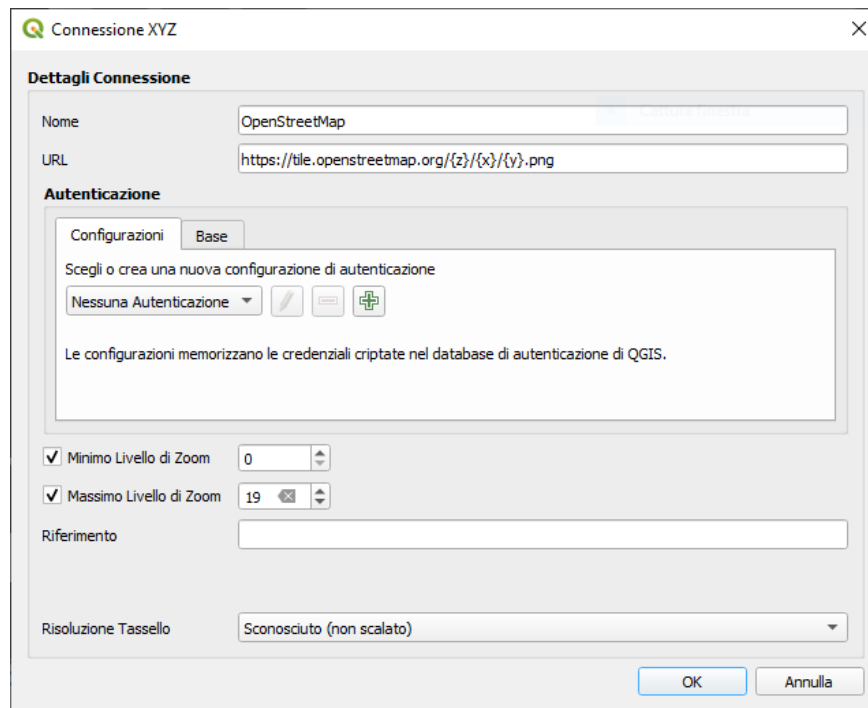 Connessione XYZ
Dettagli Connessione
Nome
OpenStreetMap
URL
https://tile.openstreetmap.org/{z}/{x}/{y}.png
Autenticazione
Configurazioni
Base
Scegli o crea una nuova configurazione di autenticazione
Nessuna Autenticazione
Le configurazioni memorizzano le credenziali criptate nel database di autenticazione di QGIS.
Minimo Livello di Zoom
0
Massimo Livello di Zoom
19
Riferimento
Risoluzione Tassello
Sconosciuto (non scalato)
OK
Annulla